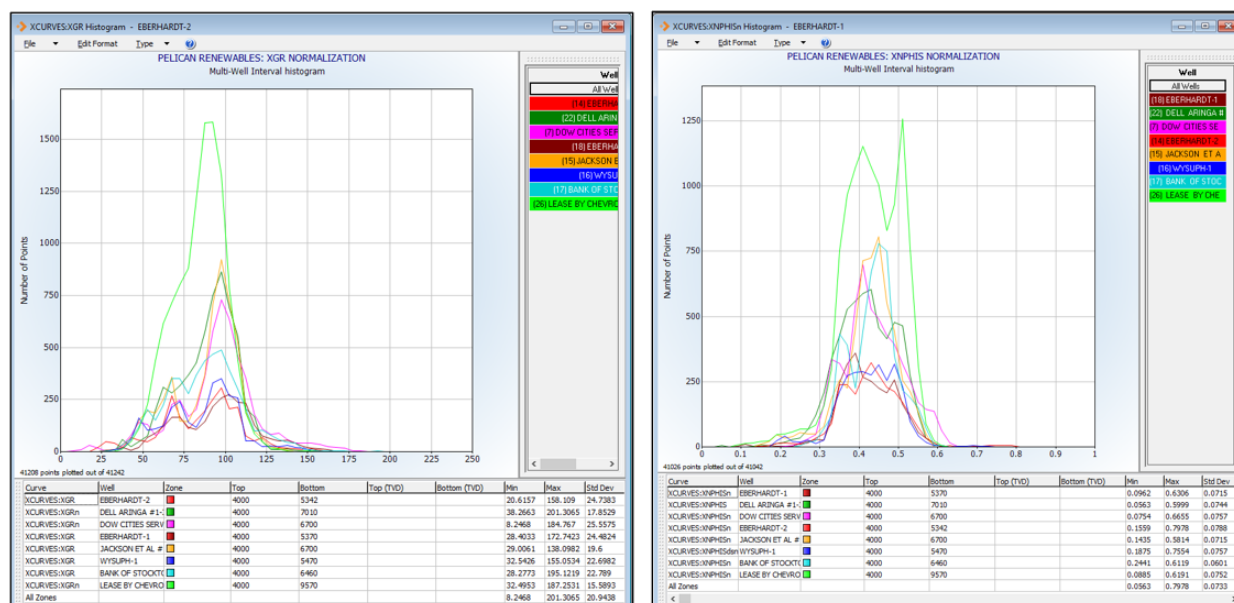 XCURVES:XGR Histogram - EBERHARDT-2
File Edit Format Type
PELICAN RENEWABLES: XGR NORMALIZATION
Multi-Well Interval histogram
Number of Points
1500
1250
1000
750
500
250
0
0 25 50 75 100 125 150 175 200 225 250
41208 points plotted out of 41242
Well
All Well
(14) EBERHA
(22) DELL ARIN
(7) DOW CITIES SEF
(18) EBERHA
(15) JACKSON E
(16) WYSU
(17) BANK OF STO
(26) LEASE BY CHEVRO
Curve Well Zone Top Bottom Top (TVD) Bottom (TVD) Min Max Std Dev
XCURVES:XGR EBERHARDT-2 4000 5342 20.6157 158.109 24.7383
XCURVES:XGRn DELL ARINGA #1- 4000 7010 38.2663 201.3065 17.8529
XCURVES:XGRn DOW CITIES SERV 4000 6700 8.2468 184.767 25.5575
XCURVES:XGR EBERHARDT-1 4000 5370 28.4033 172.7423 24.4824
XCURVES:XGR JACKSON ET AL # 4000 6700 29.0061 138.0982 19.6
XCURVES:XGR WYSUPH-1 4000 5470 32.5426 155.0534 22.6982
XCURVES:XGR BANK OF STOCKT 4000 6460 28.2773 195.1219 22.789
XCURVES:XGR LEASE BY CHEVRO 4000 9570 32.4953 187.2531 15.5893
All Zones 8.2468 201.3065 20.9438
XCURVES:XNPHISn Histogram - EBERHARDT-1
File Edit Format Type
PELICAN RENEWABLES: XNPHIS NORMALIZATION
Multi-Well Interval histogram
Number of Points
1250
1000
750
500
250
0
0 0.1 0.2 0.3 0.4 0.5 0.6 0.7 0.8 0.9 1
41026 points plotted out of 41042
Well
All Wells
(18) EBERHARDT-1
(22) DELL ARINGA #
(7) DOW CITIES SE
(14) EBERHARDT-2
(15) JACKSON ET A
(16) WYSUPH-1
(17) BANK OF STOC
(26) LEASE BY CHE
Curve Well Zone Top Bottom Top (TVD) Bottom (TVD) Min Max Std Dev
XCURVES:XNPHISn EBERHARDT-1 4000 5370 0.0962 0.6306 0.0715
XCURVES:XNPHIS DELL ARINGA #1- 4000 7010 0.0563 0.5999 0.0744
XCURVES:XNPHISn DOW CITIES SERV 4000 6700 0.0754 0.6655 0.0757
XCURVES:XNPHISn EBERHARDT-2 4000 5342 0.1559 0.7978 0.0788
XCURVES:XNPHISn JACKSON ET AL # 4000 6700 0.1435 0.5814 0.0715
XCURVES:XNPHISdsn WYSUPH-1 4000 5470 0.1875 0.7554 0.0757
XCURVES:XNPHISn BANK OF STOCKT 4000 6460 0.2441 0.6119 0.0601
XCURVES:XNPHISn LEASE BY CHEVRO 4000 9570 0.0885 0.6191 0.0752
All Zones 0.0563 0.7978 0.0733